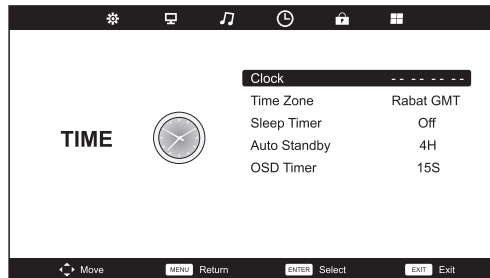 Clock -- -- -- --
Time Zone Rabat GMT
Sleep Timer Off
TIME
Auto Standby 4H
OSD Timer 15S
Move MENU Return ENTER Select EXIT Exit